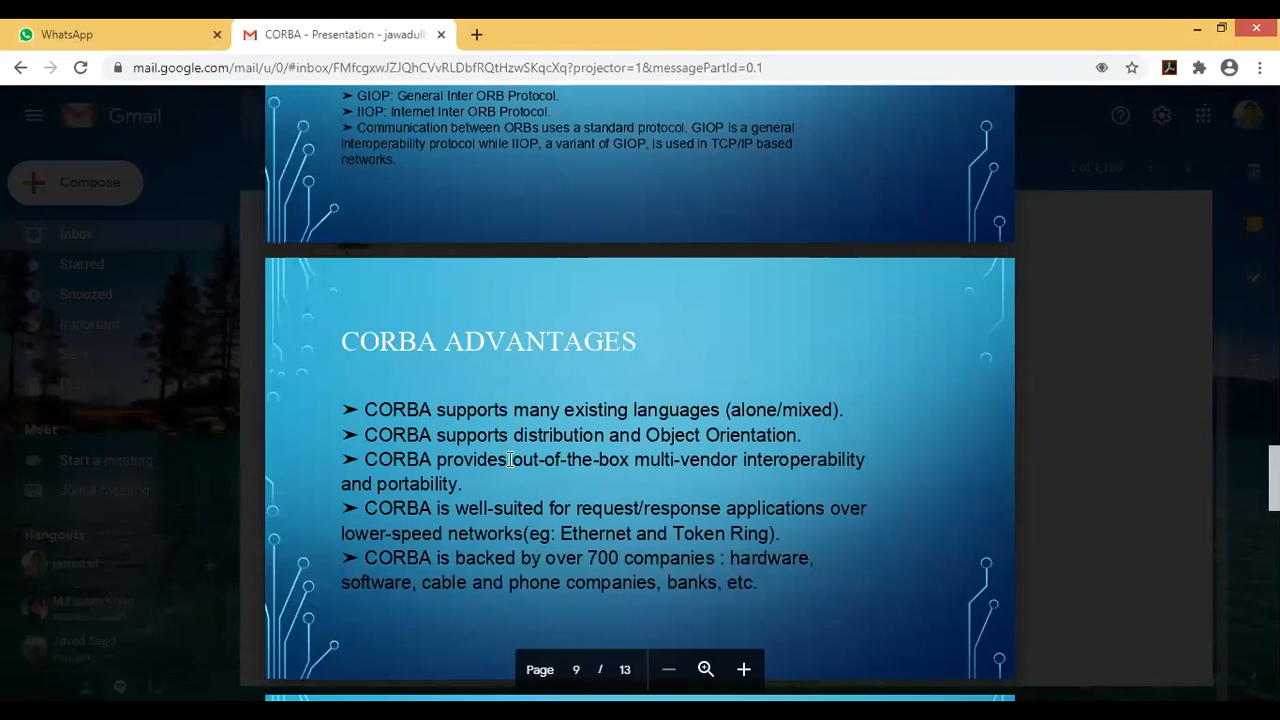 WhatsApp
CORBA - Presentation - jawadull
mail.google.com/mail/u/0/#inbox/FMfcgxwJZJQhCVvRLDbfRQtHzwSKqcXq?projector=1&messagePartId=0.1
Gmail
Compose
Inbox
Starred
Snoozed
Important
Meet
Start a meeting
Join a meeting
Hangouts
➤ GIOP: General Inter ORB Protocol.
➤ IIOP: Internet Inter ORB Protocol.
➤ Communication between ORBs uses a standard protocol. GIOP is a general
interoperability protocol while IIOP, a variant of GIOP, is used in TCP/IP based
networks.
CORBA ADVANTAGES
➤ CORBA supports many existing languages (alone/mixed).
➤ CORBA supports distribution and Object Orientation.
➤ CORBA provides out-of-the-box multi-vendor interoperability
and portability.
➤ CORBA is well-suited for request/response applications over
lower-speed networks(eg: Ethernet and Token Ring).
➤ CORBA is backed by over 700 companies : hardware,
software, cable and phone companies, banks, etc.
Page 9 / 13